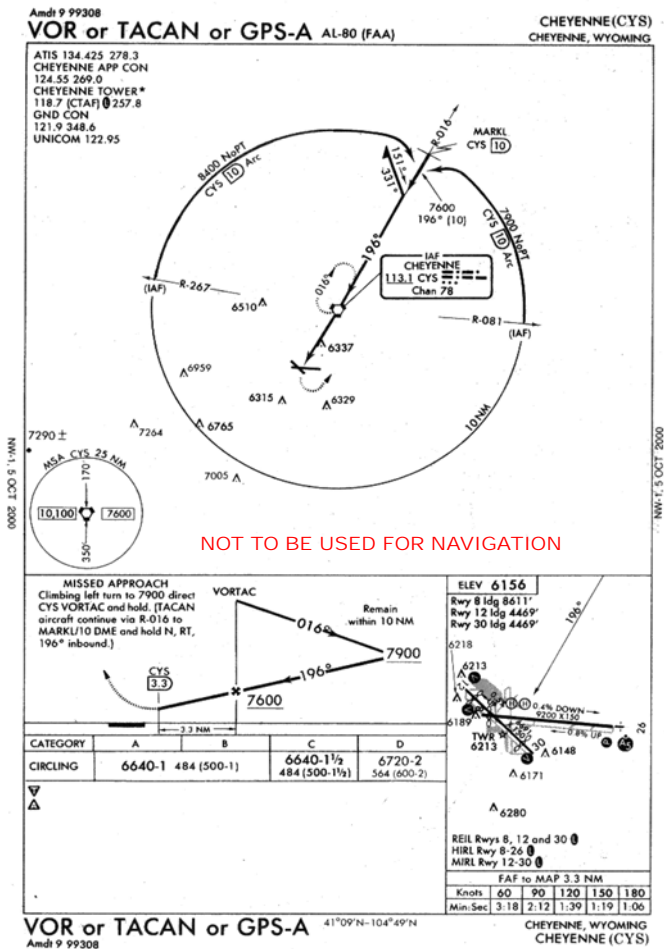 Amdt 9 99308
VOR or TACAN or GPS-A AL-80 (FAA)
CHEYENNE (CYS)
CHEYENNE, WYOMING
ATIS 134.425 278.3
CHEYENNE APP CON
124.55 269.0
CHEYENNE TOWER*
118.7 (CTAF) L 257.8
GND CON
121.9 348.6
UNICOM 122.95
R-016
MARKL
CYS 10
8400 NoPT
CYS 10 Arc
151°
331°
7600
196° (10)
7900 NoPT
CYS 10 Arc
196°
IAF
CHEYENNE
113.1 CYS
Chan 78
016°
(IAF)
R-267
6510
R-081
(IAF)
6337
6959
6315
6329
7290 ±
7264
6765
10 NM
7005
MSA CYS 25 NM
170°
10,100
7600
350°
NW-1, 5 OCT 2000
NW-1, 5 OCT 2000
NOT TO BE USED FOR NAVIGATION
MISSED APPROACH
Climbing left turn to 7900 direct
CYS VORTAC and hold. (TACAN
aircraft continue via R-016 to
MARKL/10 DME and hold N, RT,
196° inbound.)
VORTAC
Remain
within 10 NM
016°
7900
196°
7600
CYS
3.3
3.3 NM
CATEGORY A B C D
CIRCLING 6640-1 484 (500-1) 6640-1½ 484 (500-1½) 6720-2 564 (600-2)
ELEV 6156
Rwy 8 ldg 8611'
Rwy 12 ldg 4469'
Rwy 30 ldg 4469'
196°
6218
6213
0.4% DOWN
9200 X150
0.8% UP
26
6189
12
TWR
6213
30
6148
6171
6280
REIL Rwys 8, 12 and 30 L
HIRL Rwy 8-26 L
MIRL Rwy 12-30 L
FAF to MAP 3.3 NM
Knots 60 90 120 150 180
Min:Sec 3:18 2:12 1:39 1:19 1:06
VOR or TACAN or GPS-A
41°09'N-104°49'N
Amdt 9 99308
CHEYENNE, WYOMING
CHEYENNE (CYS)